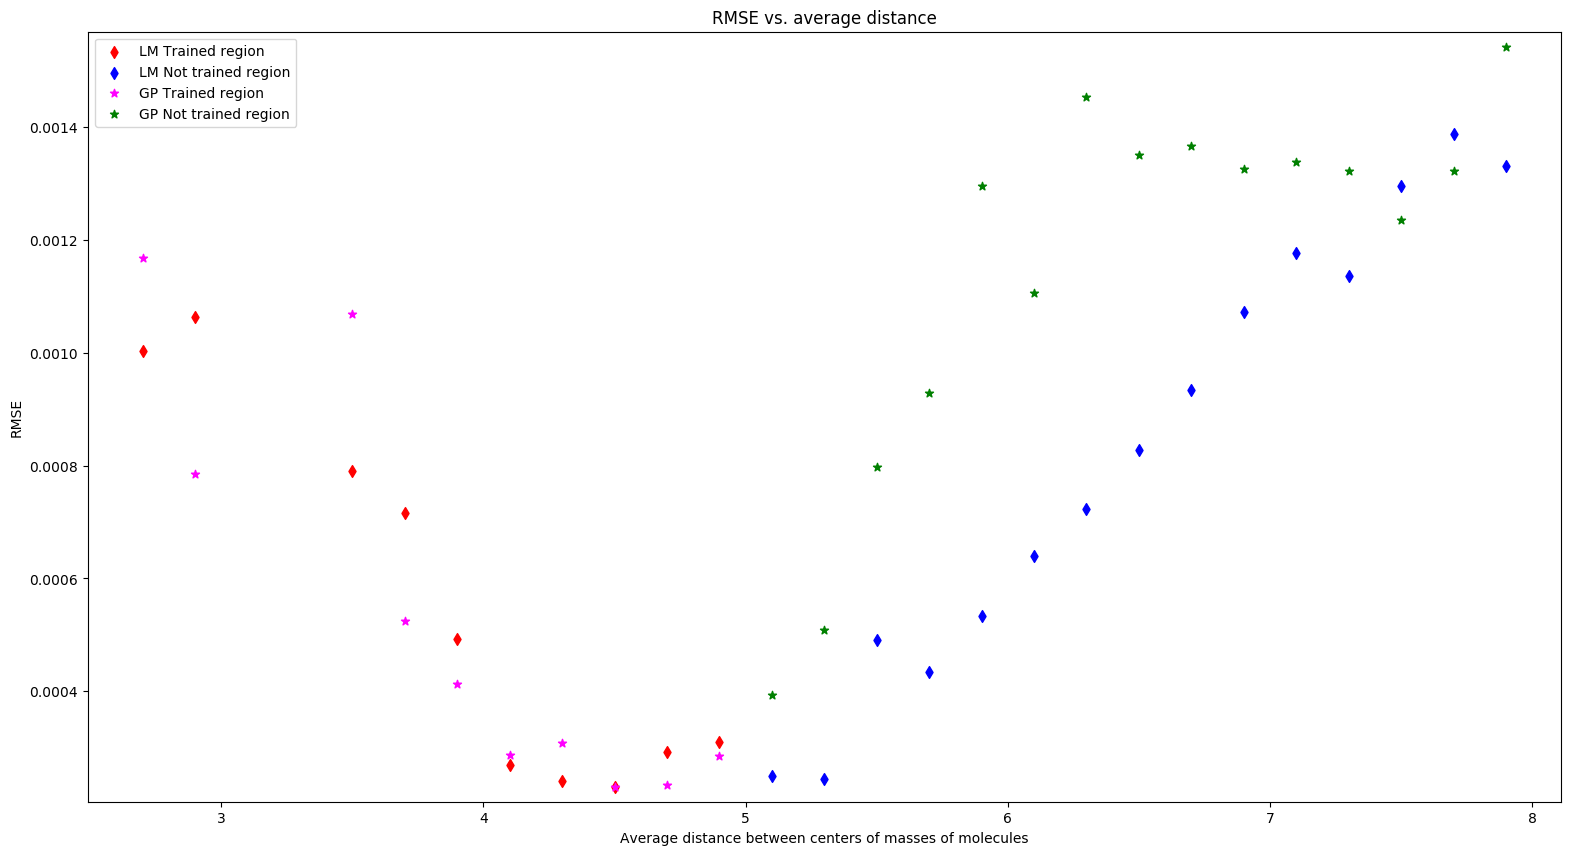 RMSE vs. average distance
LM Trained region
LM Not trained region
GP Trained region
GP Not trained region
0.0014
0.0012
0.0010
0.0008
0.0006
0.0004
RMSE
3 4 5 6 7 8
Average distance between centers of masses of molecules